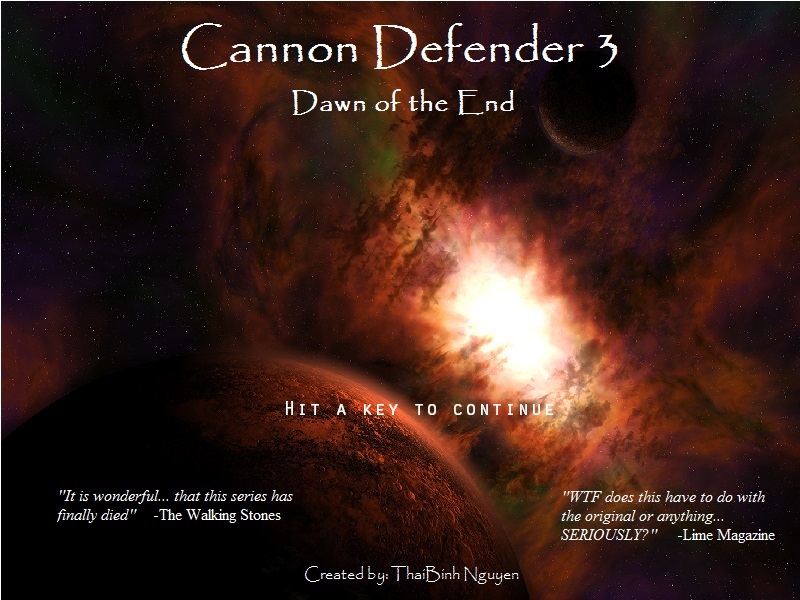 Cannon Defender 3
Dawn of the End
Hit a key to continue
"It is wonderful... that this series has
finally died" -The Walking Stones
"WTF does this have to do with
the original or anything...
SERIOUSLY?" -Lime Magazine
Created by: ThaiBinh Nguyen